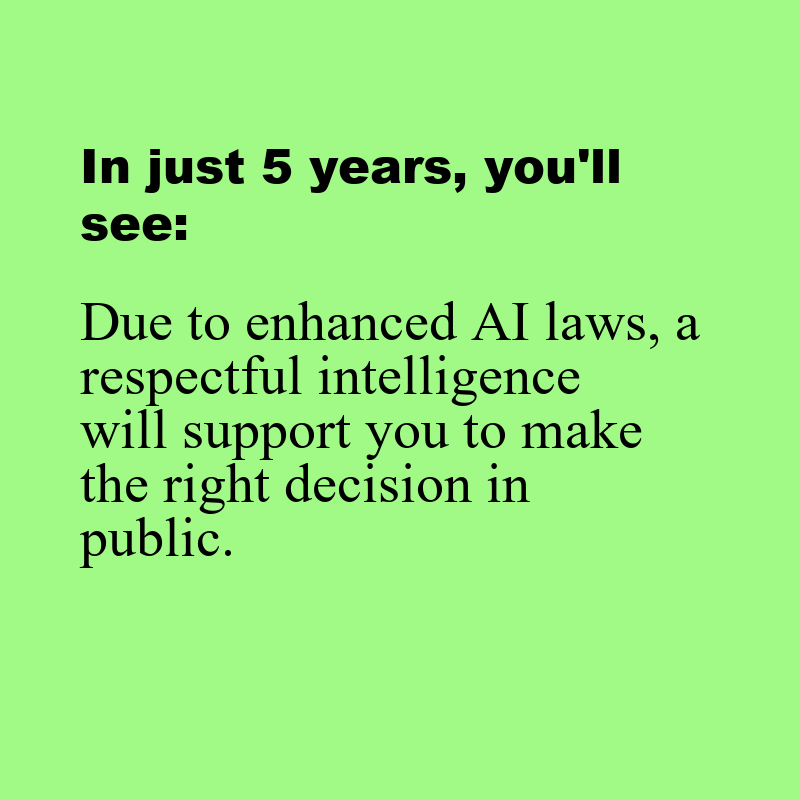 In just 5 years, you'll
see:
Due to enhanced AI laws, a
respectful intelligence
will support you to make
the right decision in
public.